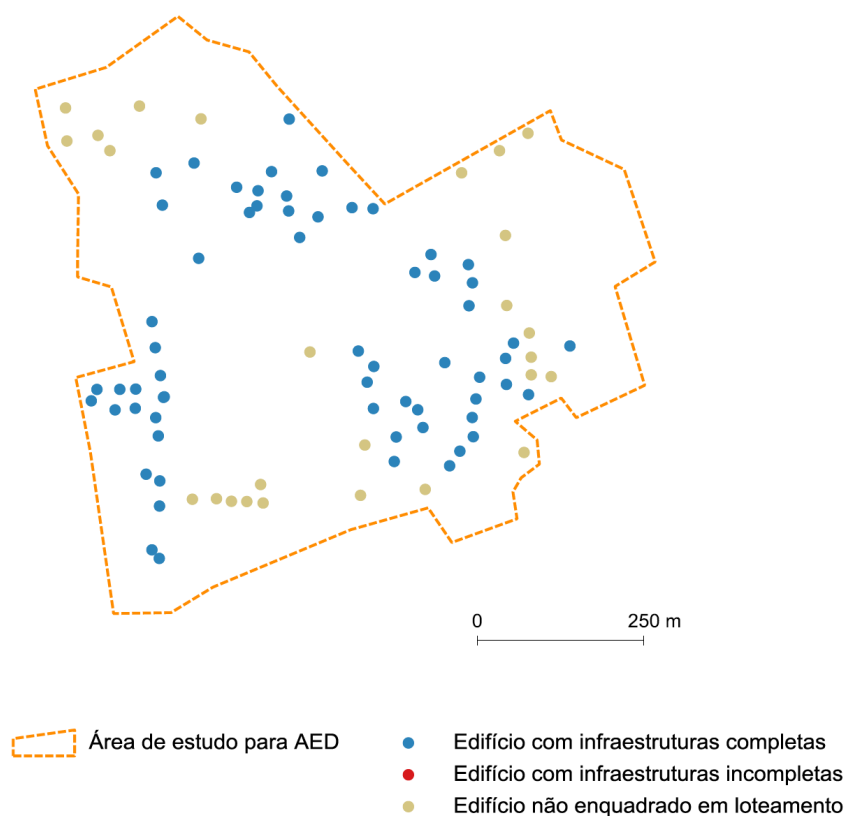 0 250 m
Área de estudo para AED
Edifício com infraestruturas completas
Edifício com infraestruturas incompletas
Edifício não enquadrado em loteamento